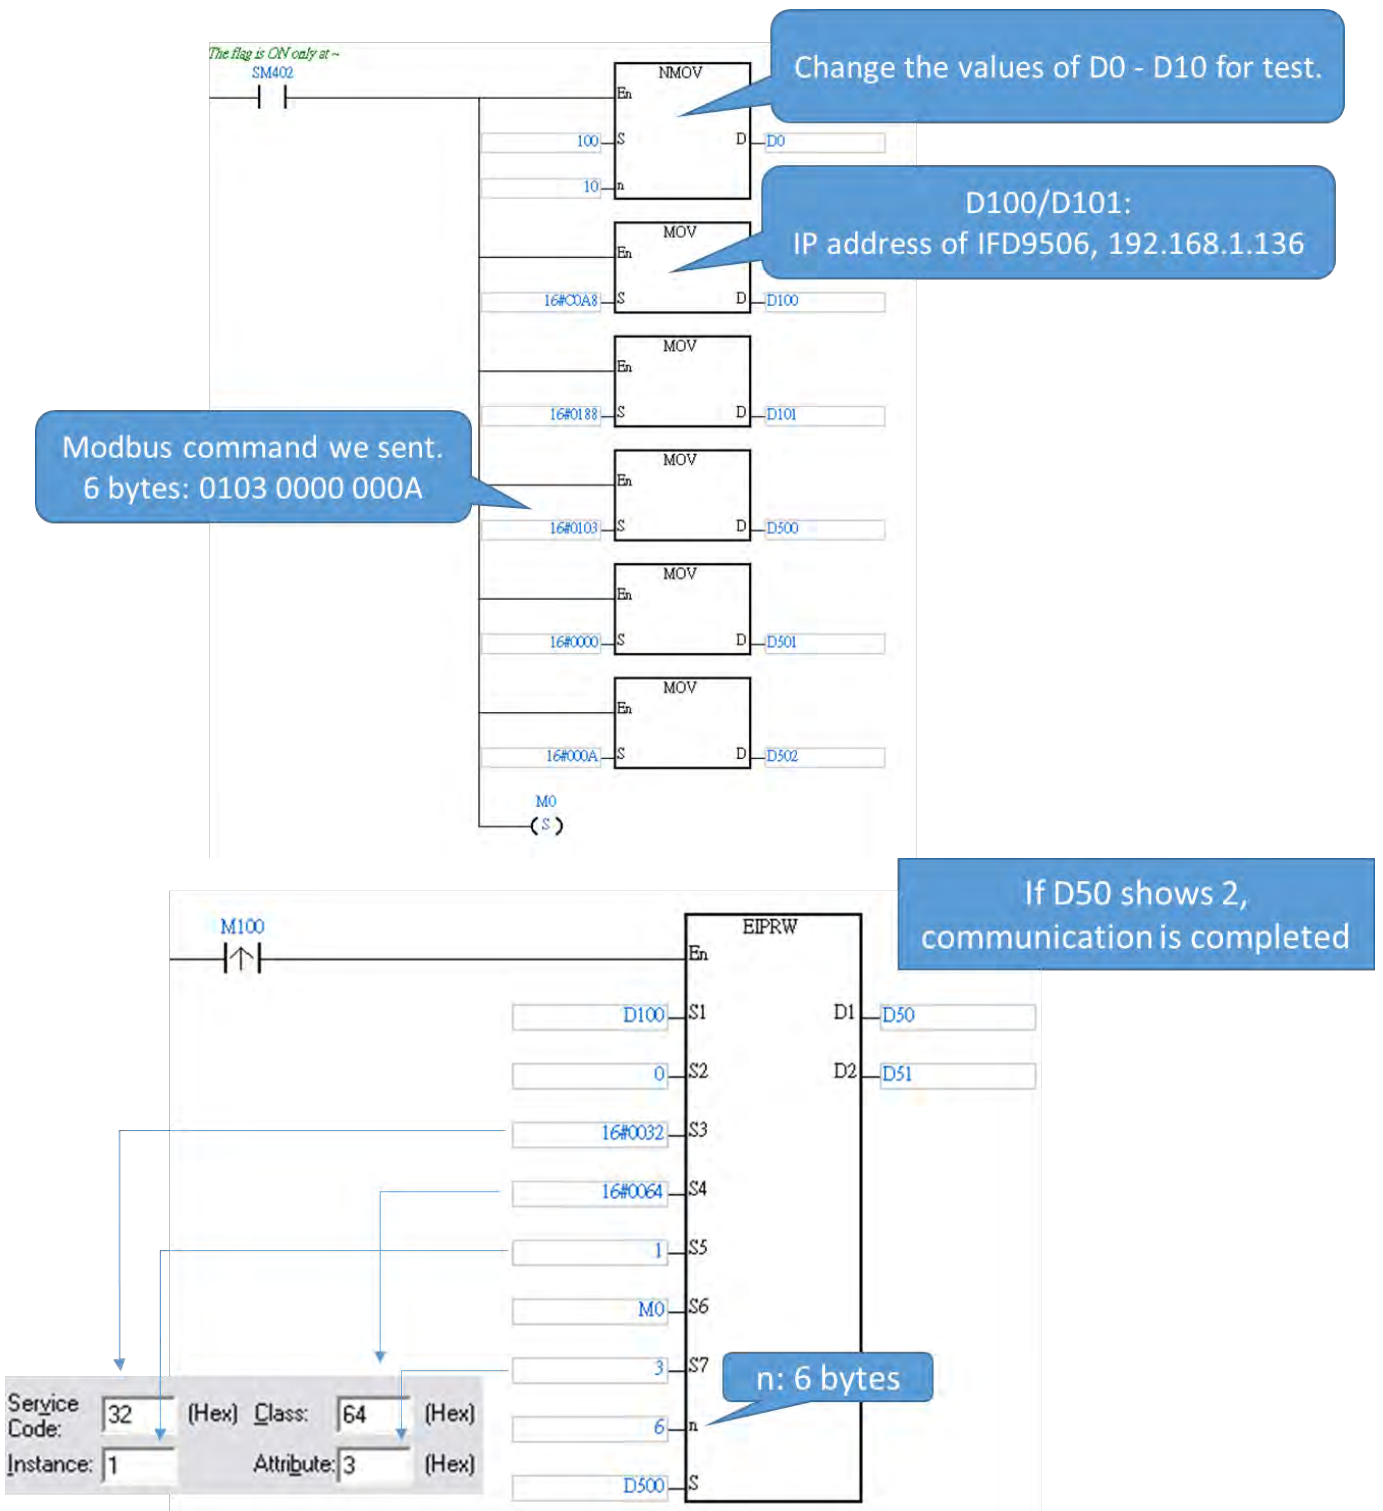 The flag is ON only at ~
SM402
NMOV
En
100
S
D
D0
10
n
Change the values of D0 - D10 for test.
MOV
En
16#C0A8
S
D
D100
D100/D101:
IP address of IFD9506, 192.168.1.136
MOV
En
16#0188
S
D
D101
Modbus command we sent.
6 bytes: 0103 0000 000A
MOV
En
16#0103
S
D
D500
MOV
En
16#0000
S
D
D501
MOV
En
16#000A
S
D
D502
M0
S
If D50 shows 2,
communication is completed
M100
EIPRW
En
D100
S1
D1
D50
0
S2
D2
D51
16#0032
S3
16#0064
S4
1
S5
M0
S6
3
S7
n: 6 bytes
6
n
D500
S
Service Code:
32
(Hex)
Class:
64
(Hex)
Instance:
1
Attribute:
3
(Hex)